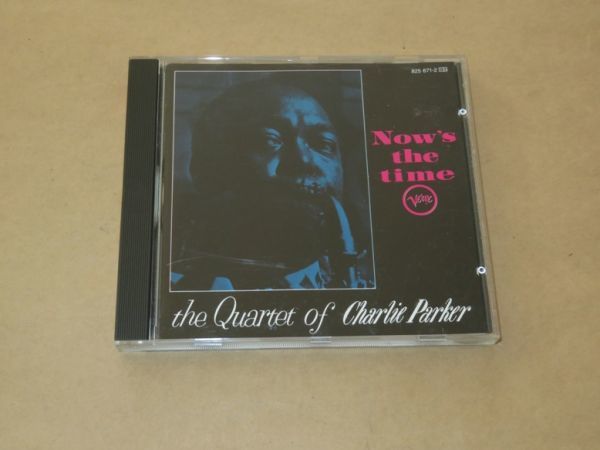 825 671-2
Now's
the
time
Verve
the Quartet of Charlie Parker